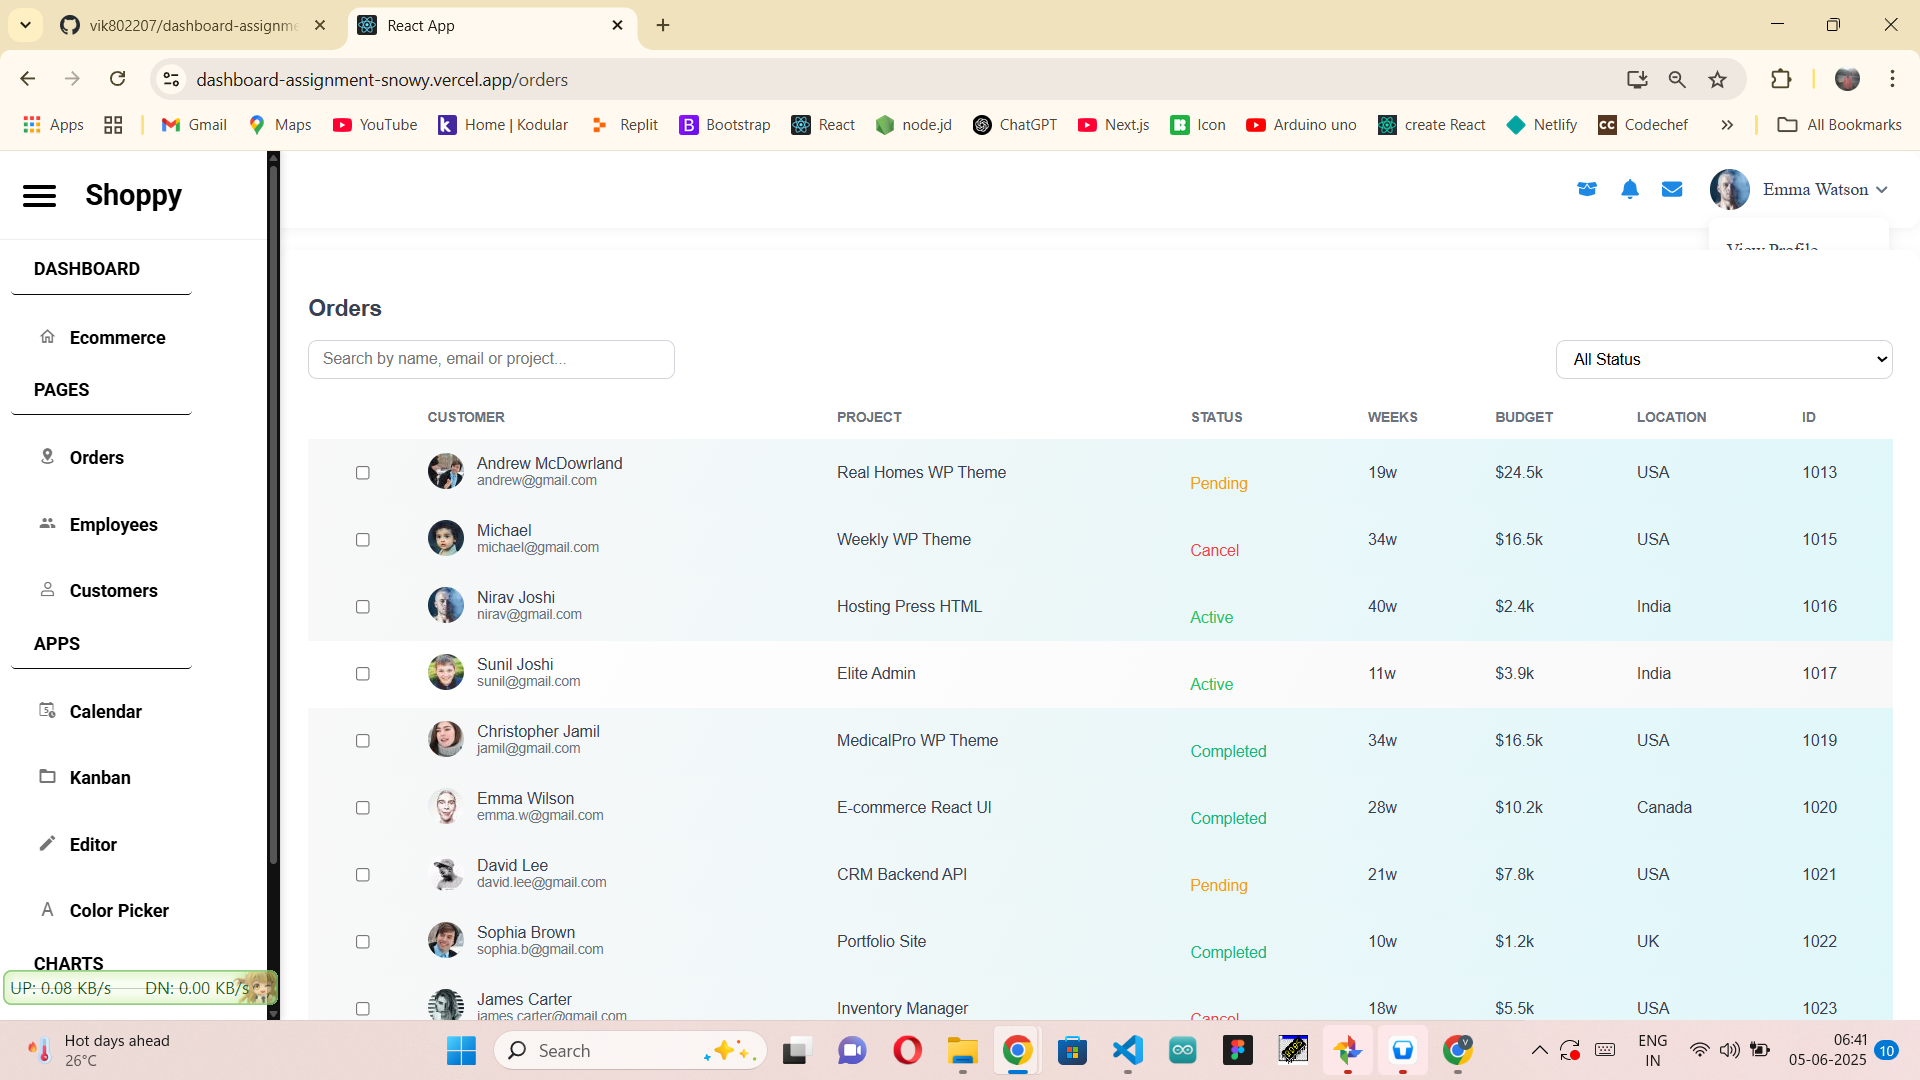 vik802207/dashboard-assignme
React App
dashboard-assignment-snowy.vercel.app/orders
Apps
Gmail
Maps
YouTube
Home | Kodular
Replit
Bootstrap
React
node.jd
ChatGPT
Next.js
Icon
Arduino uno
create React
Netlify
Codechef
All Bookmarks
Shoppy
Emma Watson
View Profile
DASHBOARD
Ecommerce
PAGES
Orders
Employees
Customers
APPS
Calendar
Kanban
Editor
Color Picker
CHARTS
UP: 0.08 KB/s DN: 0.00 KB/s
Orders
Search by name, email or project...
All Status
CUSTOMER PROJECT STATUS WEEKS BUDGET LOCATION ID
Andrew McDowrland
andrew@gmail.com
Real Homes WP Theme Pending 19w $24.5k USA 1013
Michael
michael@gmail.com
Weekly WP Theme Cancel 34w $16.5k USA 1015
Nirav Joshi
nirav@gmail.com
Hosting Press HTML Active 40w $2.4k India 1016
Sunil Joshi
sunil@gmail.com
Elite Admin Active 11w $3.9k India 1017
Christopher Jamil
jamil@gmail.com
MedicalPro WP Theme Completed 34w $16.5k USA 1019
Emma Wilson
emma.w@gmail.com
E-commerce React UI Completed 28w $10.2k Canada 1020
David Lee
david.lee@gmail.com
CRM Backend API Pending 21w $7.8k USA 1021
Sophia Brown
sophia.b@gmail.com
Portfolio Site Completed 10w $1.2k UK 1022
James Carter
james.carter@gmail.com
Inventory Manager Cancel 18w $5.5k USA 1023
Hot days ahead
26°C
Search
ENG
IN
06:41
05-06-2025
10